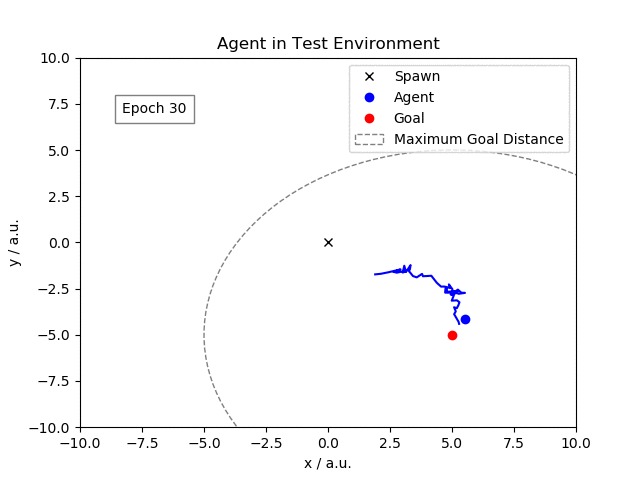 Agent in Test Environment
Epoch 30
Spawn
Agent
Goal
Maximum Goal Distance
y / a.u.
10.0
7.5
5.0
2.5
0.0
−2.5
−5.0
−7.5
−10.0
−10.0 −7.5 −5.0 −2.5 0.0 2.5 5.0 7.5 10.0
x / a.u.